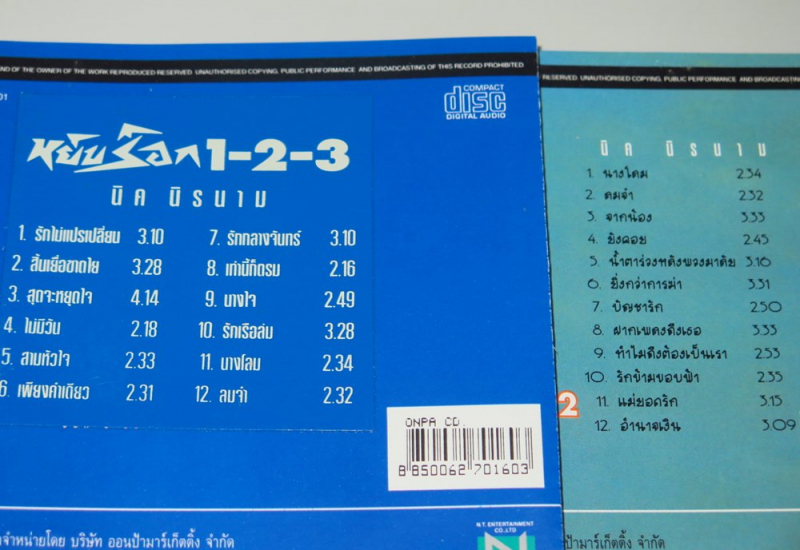 ND OF THE OWNER OF THE WORK REPRODUCED RESERVED UNAUTHORISED COPYING, PUBLIC PERFORMANCE AND BROADCASTING OF THIS RECORD PROHIBITED
01
COMPACT
disc
DIGITAL AUDIO
หยิบร็อก 1-2-3
นิค นิรนาม
1. รักไม่แปรเปลี่ยน 3.10
2. สิ้นเยื่อขาดใย 3.28
3. สุดจะหยุดใจ 4.14
4. ไม่มีวัน 2.18
5. สามหัวใจ 2.33
6. เพียงคำเดียว 2.31
7. รักกลางจันทร์ 3.10
8. เท่านี้ก็ตรม 2.16
9. นางใจ 2.49
10. รักเรือล่ม 3.28
11. นางโลม 2.34
12. ลมจ๋า 2.32
ONPA CD.
8 850062 701603
N.T. ENTERTAINMENT
CO.,LTD
จำหน่ายโดย บริษัท ออนป้ามาร์เก็ตติ้ง จำกัด
RESERVED UNAUTHORISED COPYING, PUBLIC PERFORMANCE AND BROADCASTING
นิค นิรนาม
1. นางโลม 2.34
2. ลมจ๋า 2.32
3. จากน้อง 3.33
4. ยังคอย 2.45
5. น้ำตาร่วงหลังพวงมาลัย 3.16
6. ยิ่งกว่าการฆ่า 3.31
7. บัญชารัก 2.50
8. ฝากเพลงถึงเธอ 3.33
9. ทำไมถึงต้องเป็นเรา 2.53
10. รักข้ามขอบฟ้า 2.35
11. แม่ยอดรัก 3.15
12. อำนาจเงิน 3.09
2
ป้ามาร์เก็ตติ้ง จำกัด